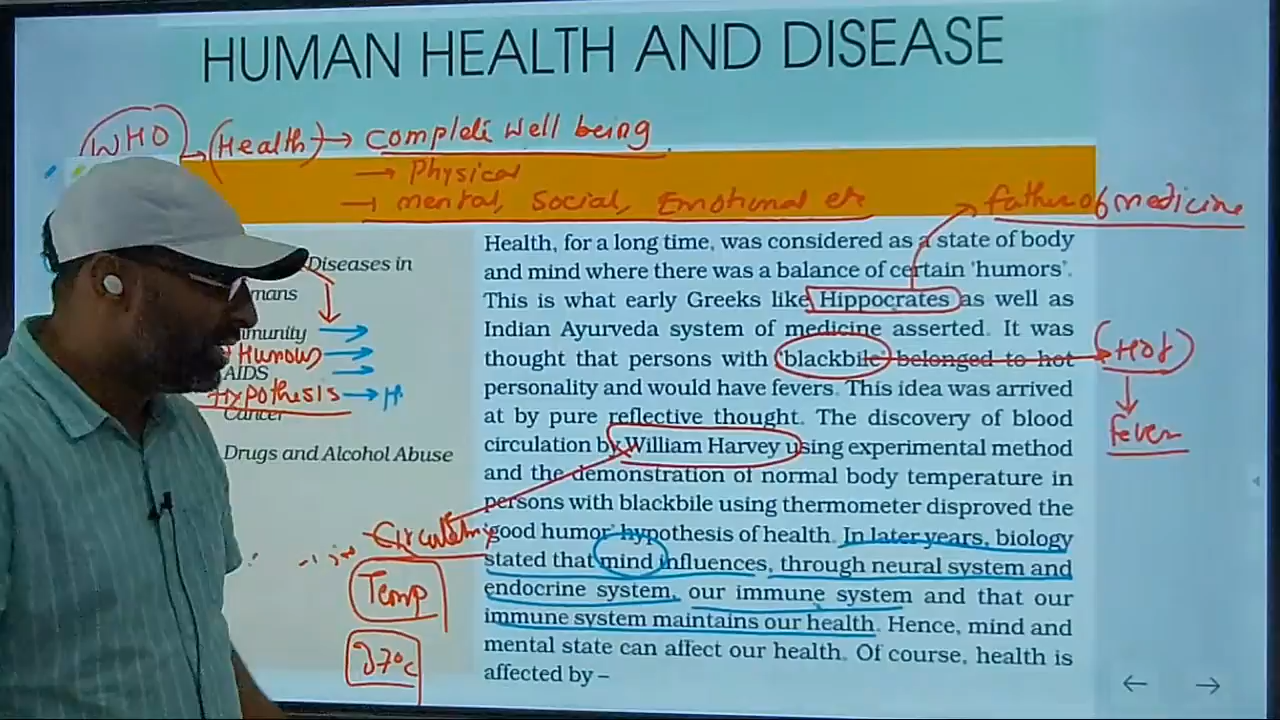 HUMAN HEALTH AND DISEASE
WHO → (Health) → Complete Well being
→ Physical
→ mental, Social, Emotional etc
father of medicine
Diseases in
mans
munity
Humous
AIDS
Hypothesis → H
Cancer
Drugs and Alcohol Abuse
Health, for a long time, was considered as a state of body
and mind where there was a balance of certain 'humors'.
This is what early Greeks like Hippocrates as well as
Indian Ayurveda system of medicine asserted. It was
thought that persons with 'blackbile' belonged to hot
personality and would have fevers. This idea was arrived
at by pure reflective thought. The discovery of blood
circulation by William Harvey using experimental method
and the demonstration of normal body temperature in
persons with blackbile using thermometer disproved the
'good humor' hypothesis of health. In later years, biology
stated that mind influences, through neural system and
endocrine system, our immune system and that our
immune system maintains our health. Hence, mind and
mental state can affect our health. Of course, health is
affected by –
(Hot)
fever
Temp
37°C